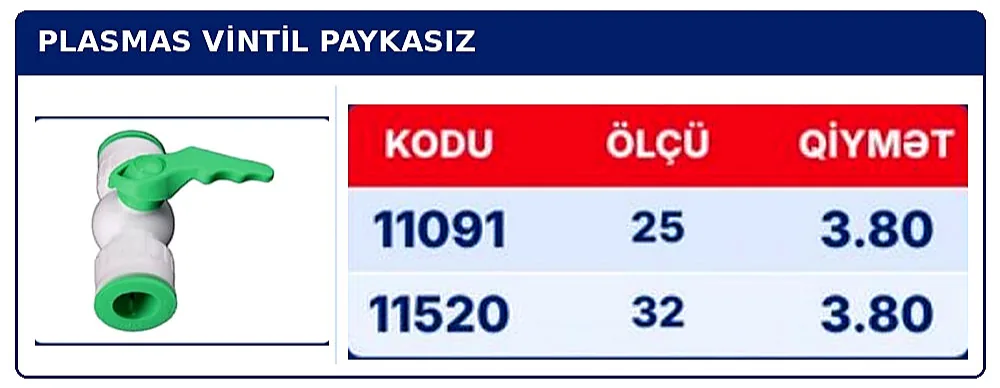 PLASMAS VİNTİL PAYKASIZ
KODU ÖLÇÜ QİYMƏT
11091 25 3.80
11520 32 3.80